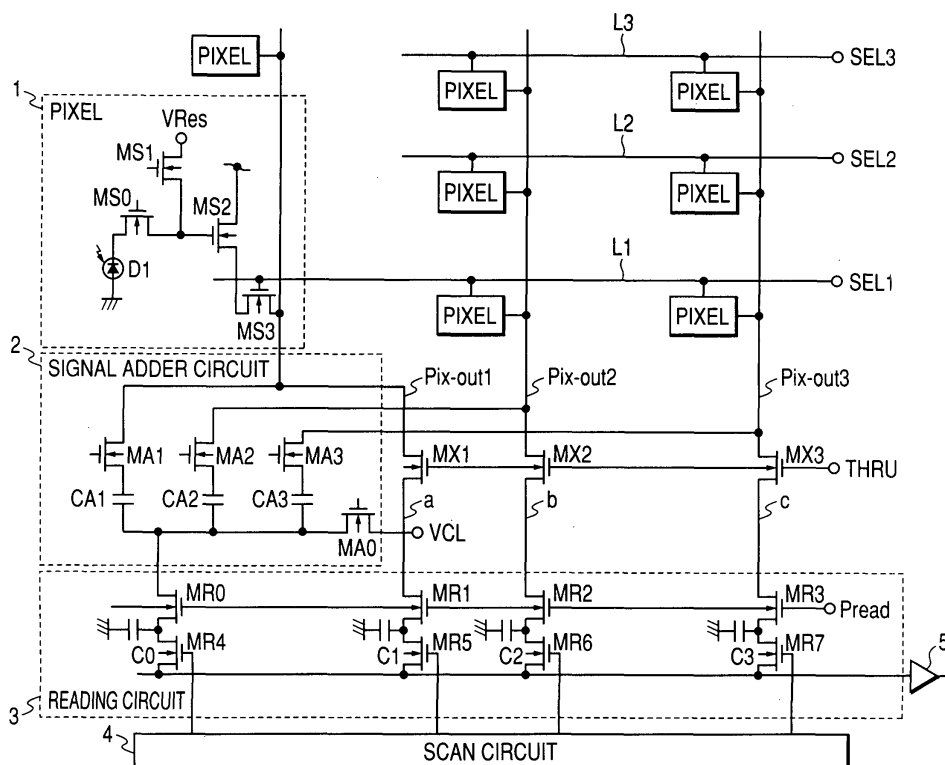 L3
PIXEL
SEL3
PIXEL
PIXEL
1
PIXEL
VRes
L2
SEL2
MS1
PIXEL
PIXEL
MS0
MS2
D1
L1
SEL1
MS3
PIXEL
PIXEL
2
SIGNAL ADDER CIRCUIT
Pix-out1
Pix-out2
Pix-out3
MA1
MA2
MA3
MX1
MX2
MX3
THRU
CA1
CA2
CA3
a
b
c
MA0
VCL
MR0
MR1
MR2
MR3
Pread
C0
MR4
C1
MR5
C2
MR6
C3
MR7
5
3
READING CIRCUIT
4
SCAN CIRCUIT